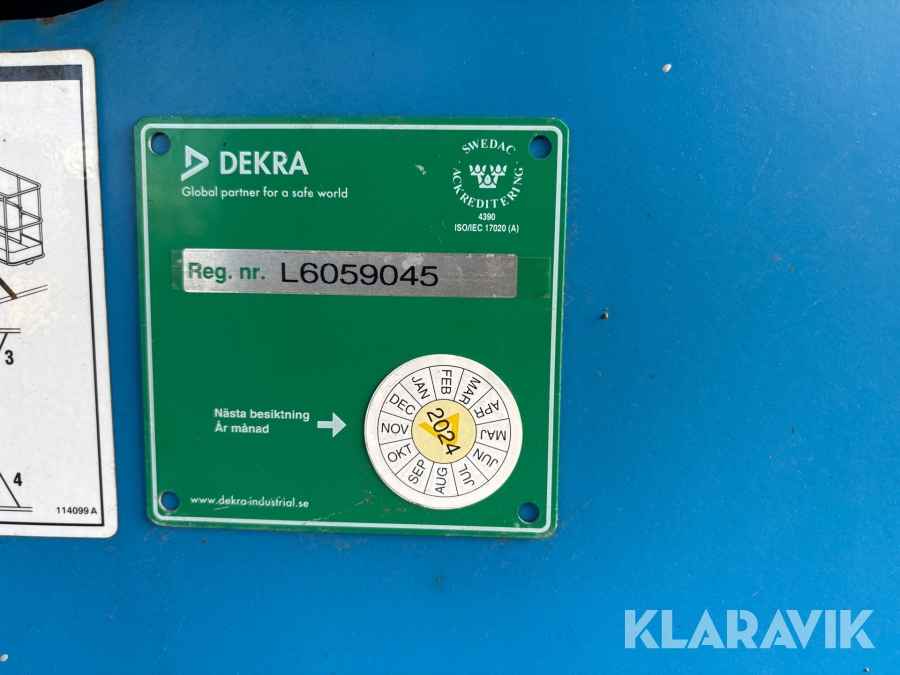 DEKRA
Global partner for a safe world
SWEDAC
ACKREDITERING
4390
ISO/IEC 17020 (A)
Reg. nr. L6059045
Nästa besiktning
År månad
JAN
FEB
MAR
APR
MAJ
JUN
JUL
AUG
SEP
OKT
NOV
DEC
2024
www.dekra-industrial.se
3
4
114099 A
KLARAVIK